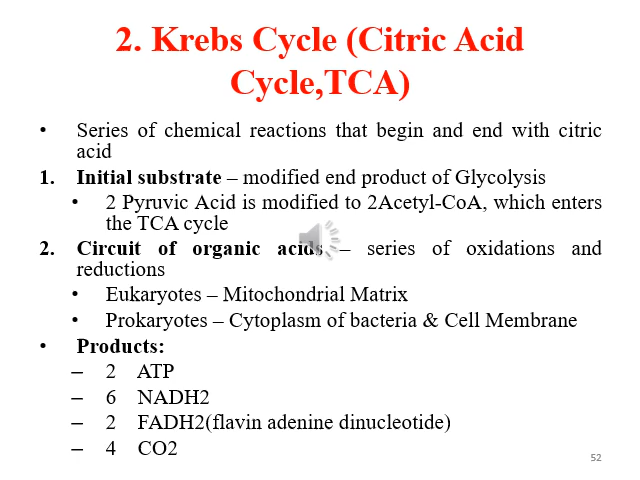 2. Krebs Cycle (Citric Acid
Cycle,TCA)
• Series of chemical reactions that begin and end with citric
acid
1. Initial substrate – modified end product of Glycolysis
• 2 Pyruvic Acid is modified to 2Acetyl-CoA, which enters
the TCA cycle
2. Circuit of organic acids – series of oxidations and
reductions
• Eukaryotes – Mitochondrial Matrix
• Prokaryotes – Cytoplasm of bacteria & Cell Membrane
• Products:
– 2 ATP
– 6 NADH2
– 2 FADH2(flavin adenine dinucleotide)
– 4 CO2
52